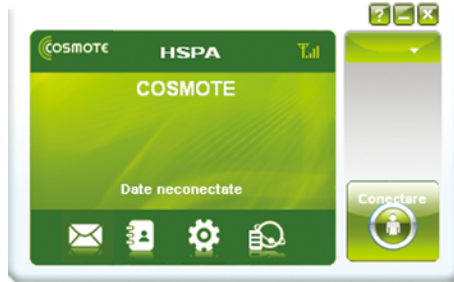 COSMOTE
HSPA
COSMOTE
Date neconectate
Conectare